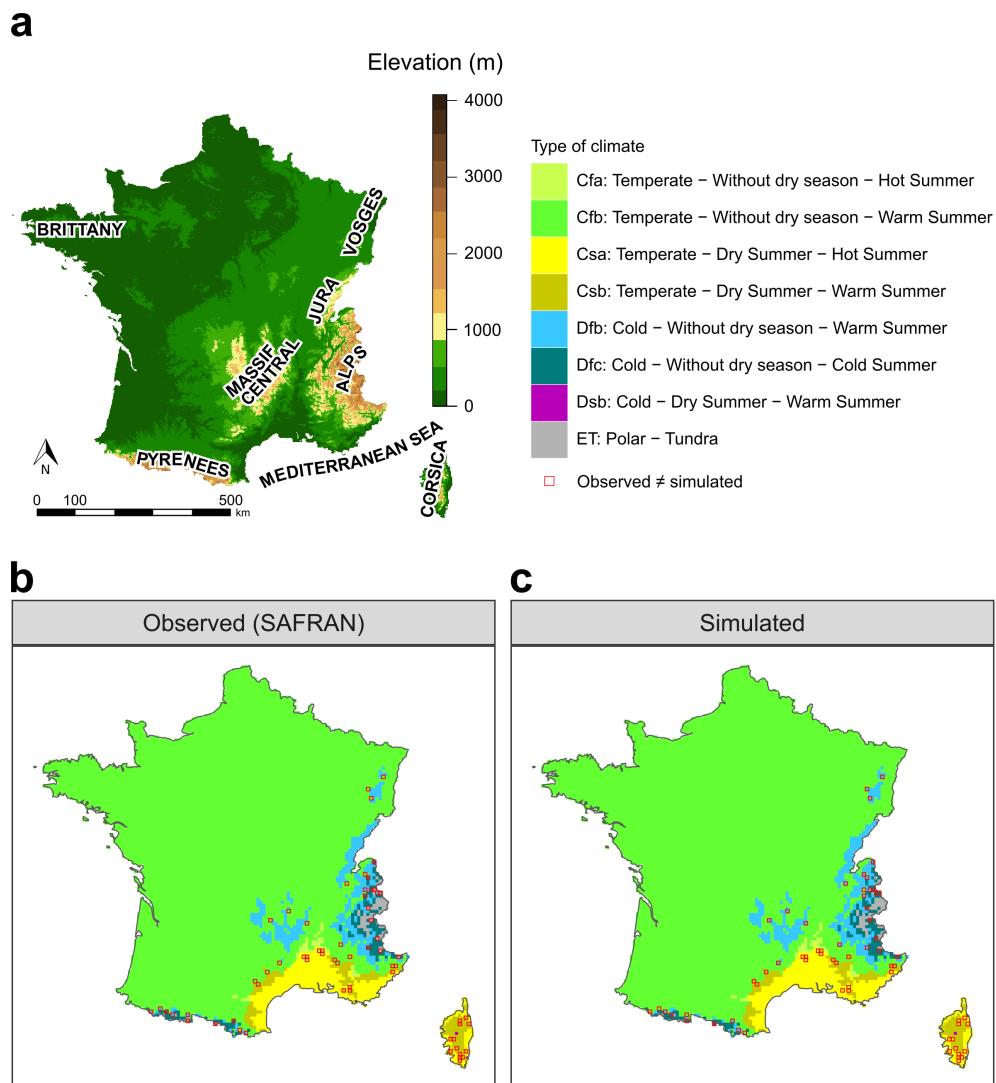 a
Elevation (m)
4000
3000
2000
1000
0
BRITTANY
VOSGES
JURA
MASSIF
CENTRAL
ALPS
PYRENEES
MEDITERRANEAN SEA
CORSICA
N
0 100 500
km
Type of climate
Cfa: Temperate − Without dry season − Hot Summer
Cfb: Temperate − Without dry season − Warm Summer
Csa: Temperate − Dry Summer − Hot Summer
Csb: Temperate − Dry Summer − Warm Summer
Dfb: Cold − Without dry season − Warm Summer
Dfc: Cold − Without dry season − Cold Summer
Dsb: Cold − Dry Summer − Warm Summer
ET: Polar − Tundra
Observed ≠ simulated
b
Observed (SAFRAN)
c
Simulated